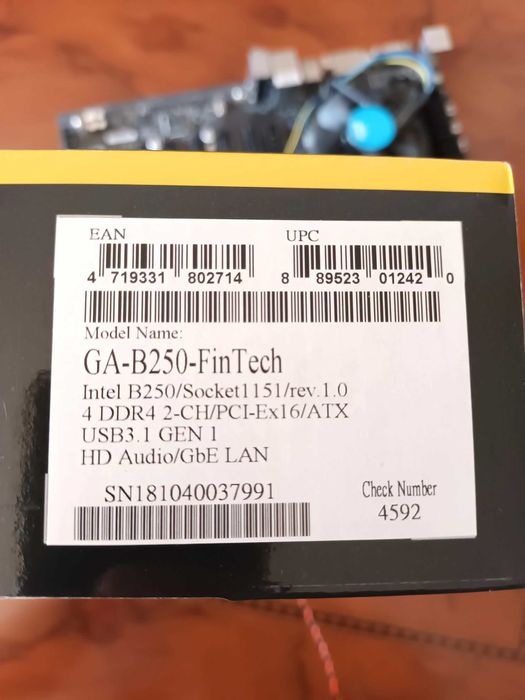 EAN UPC
4 719331 802714 8 89523 01242 0
Model Name:
GA-B250-FinTech
Intel B250/Socket1151/rev.1.0
4 DDR4 2-CH/PCI-Ex16/ATX
USB3.1 GEN 1
HD Audio/GbE LAN
SN181040037991
Check Number
4592